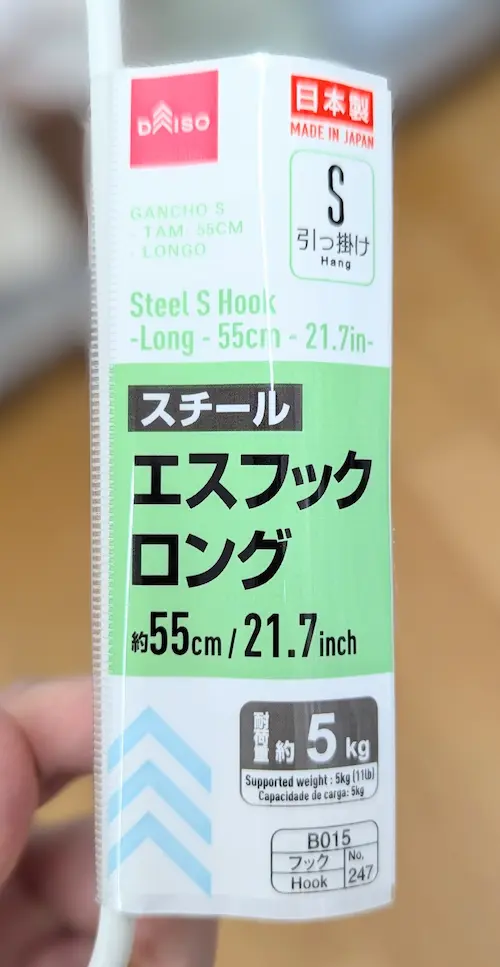 DAISO
日本製
MADE IN JAPAN
GANCHO S
- TAM. 55CM
- LONGO
S
引っ掛け
Hang
Steel S Hook
-Long - 55cm - 21.7in-
スチール
エスフック
ロング
約55cm / 21.7inch
耐荷重 約5kg
Supported weight : 5kg (11lb)
Capacidade de carga: 5kg
B015
フック
Hook
No.
247